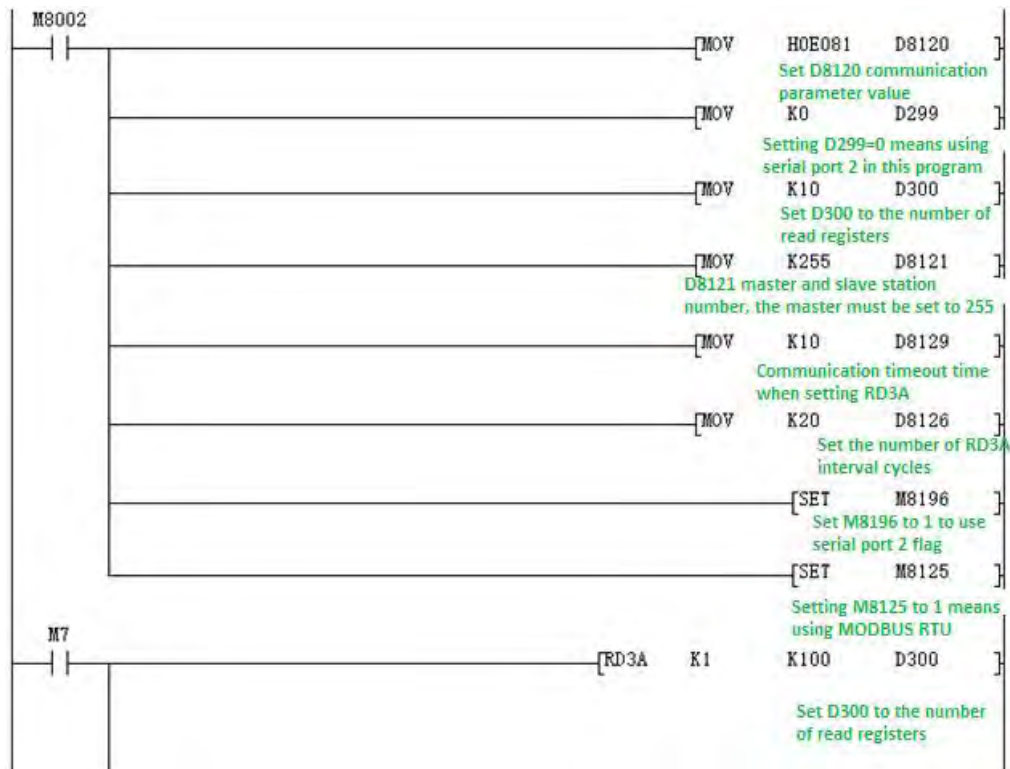 M8002
[MOV H0E081 D8120 ]
Set D8120 communication
parameter value
[MOV K0 D299 ]
Setting D299=0 means using
serial port 2 in this program
[MOV K10 D300 ]
Set D300 to the number of
read registers
[MOV K255 D8121 ]
D8121 master and slave station
number, the master must be set to 255
[MOV K10 D8129 ]
Communication timeout time
when setting RD3A
[MOV K20 D8126 ]
Set the number of RD3A
interval cycles
[SET M8196 ]
Set M8196 to 1 to use
serial port 2 flag
[SET M8125 ]
Setting M8125 to 1 means
using MODBUS RTU
M7
[RD3A K1 K100 D300 ]
Set D300 to the number
of read registers